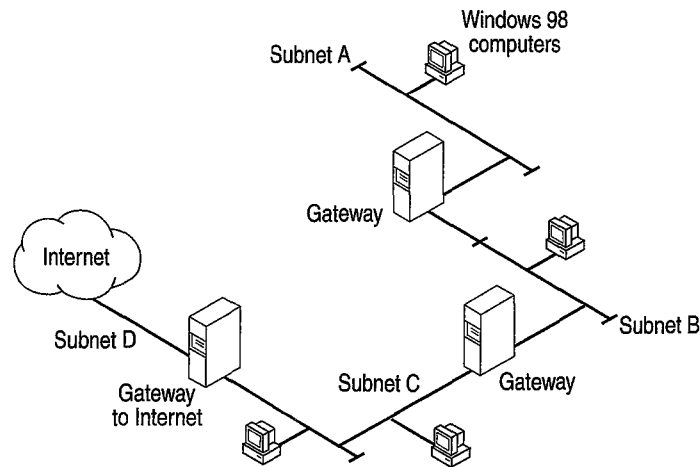 Windows 98
computers
Subnet A
Gateway
Internet
Subnet B
Subnet D
Subnet C
Gateway
Gateway
to Internet